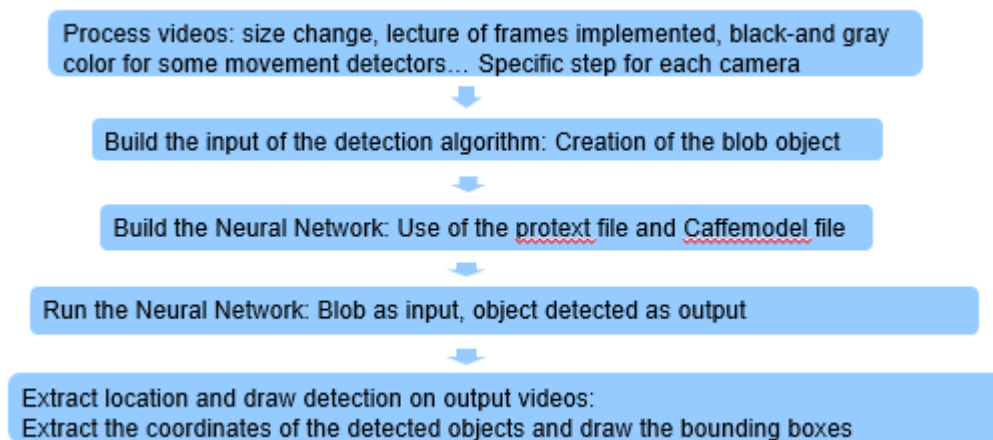 Process videos: size change, lecture of frames implemented, black-and gray
color for some movement detectors... Specific step for each camera
Build the input of the detection algorithm: Creation of the blob object
Build the Neural Network: Use of the protext file and Caffemodel file
Run the Neural Network: Blob as input, object detected as output
Extract location and draw detection on output videos:
Extract the coordinates of the detected objects and draw the bounding boxes